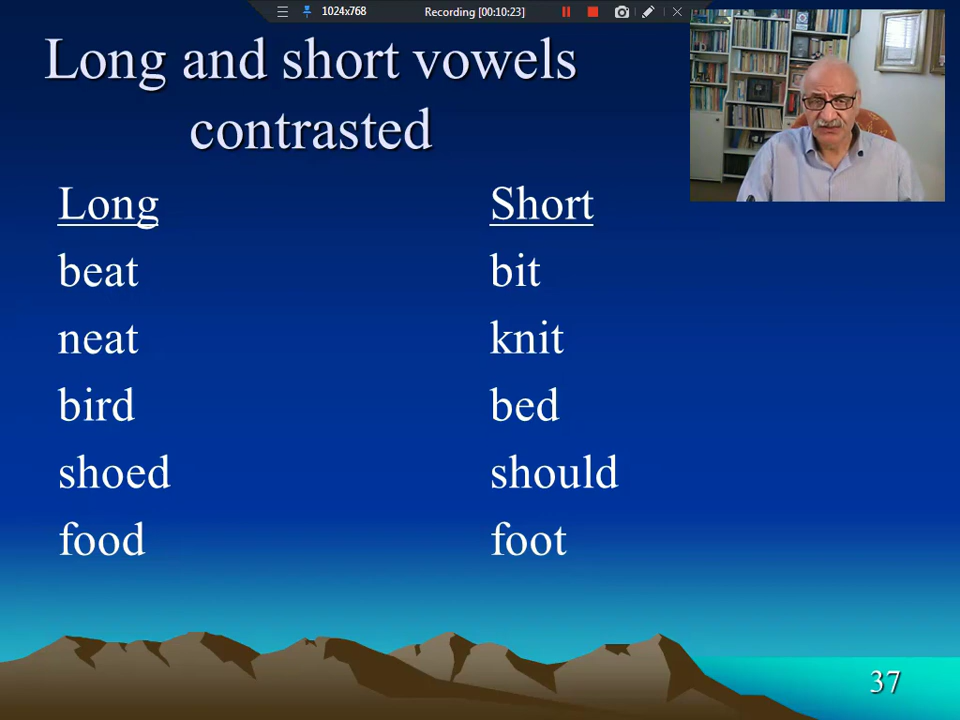 1024x768 Recording [00:10:23]
Long and short vowels
contrasted
Long Short
beat bit
neat knit
bird bed
shoed should
food foot
37